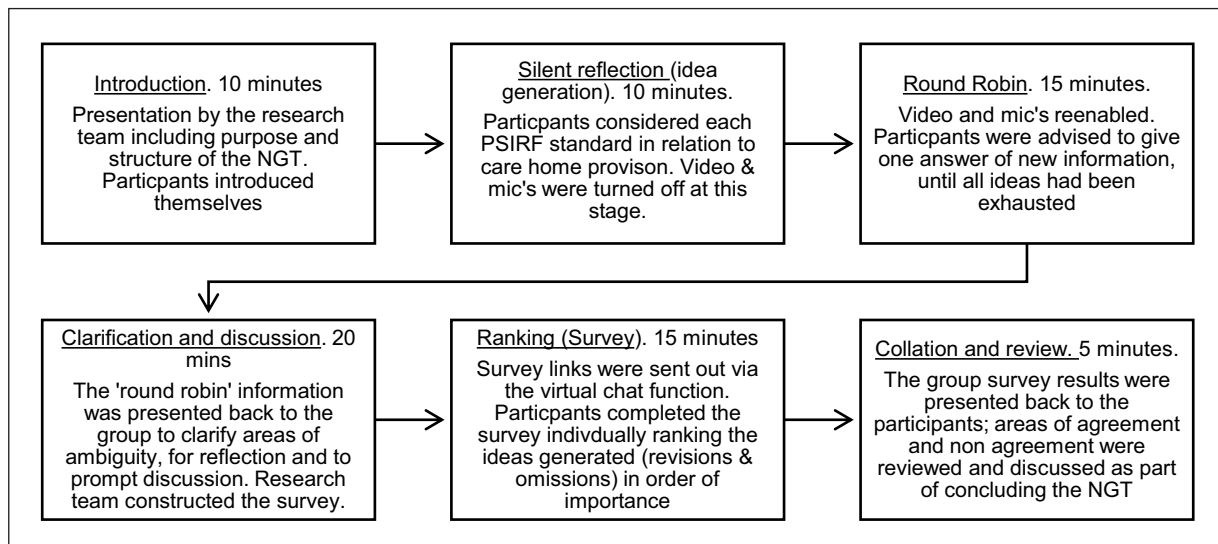 Introduction. 10 minutes
Presentation by the research
team including purpose and
structure of the NGT.
Particpants introduced
themselves
Silent reflection (idea
generation). 10 minutes.
Particpants considered each
PSIRF standard in relation to
care home provison. Video &
mic's were turned off at this
stage.
Round Robin. 15 minutes.
Video and mic's reenabled.
Particpants were advised to give
one answer of new information,
until all ideas had been
exhausted
Clarification and discussion. 20
mins
The 'round robin' information
was presented back to the
group to clarify areas of
ambiguity, for reflection and to
prompt discussion. Research
team constructed the survey.
Ranking (Survey). 15 minutes
Survey links were sent out via
the virtual chat function.
Particpants completed the
survey indivdually ranking the
ideas generated (revisions &
omissions) in order of
importance
Collation and review. 5 minutes.
The group survey results were
presented back to the
participants; areas of agreement
and non agreement were
reviewed and discussed as part
of concluding the NGT